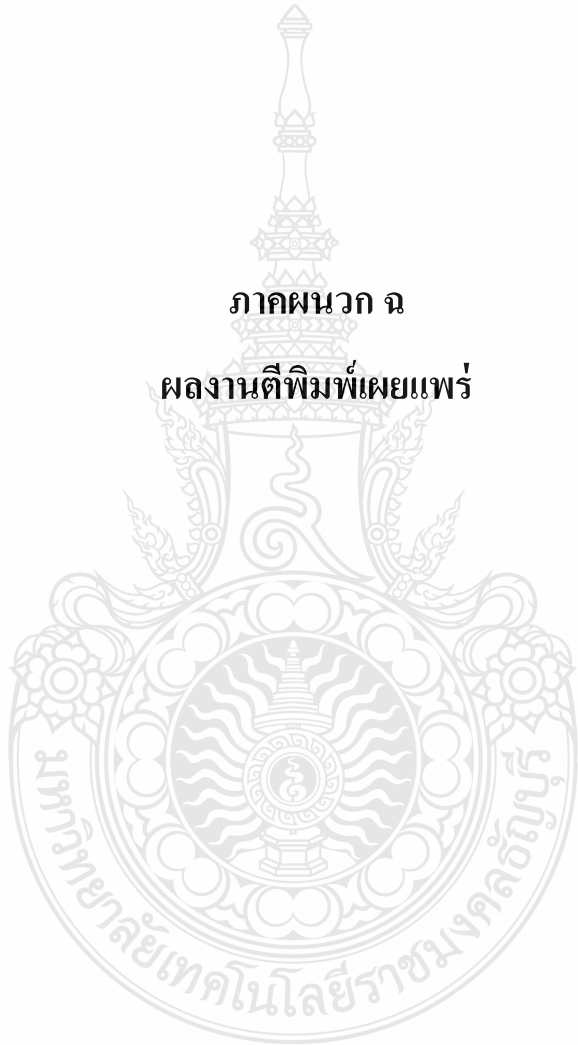 ภาคผนวก ฉ
ผลงานตีพิมพ์เผยแพร่
มหาวิทยาลัยเทคโนโลยีราชมงคลธัญบุรี